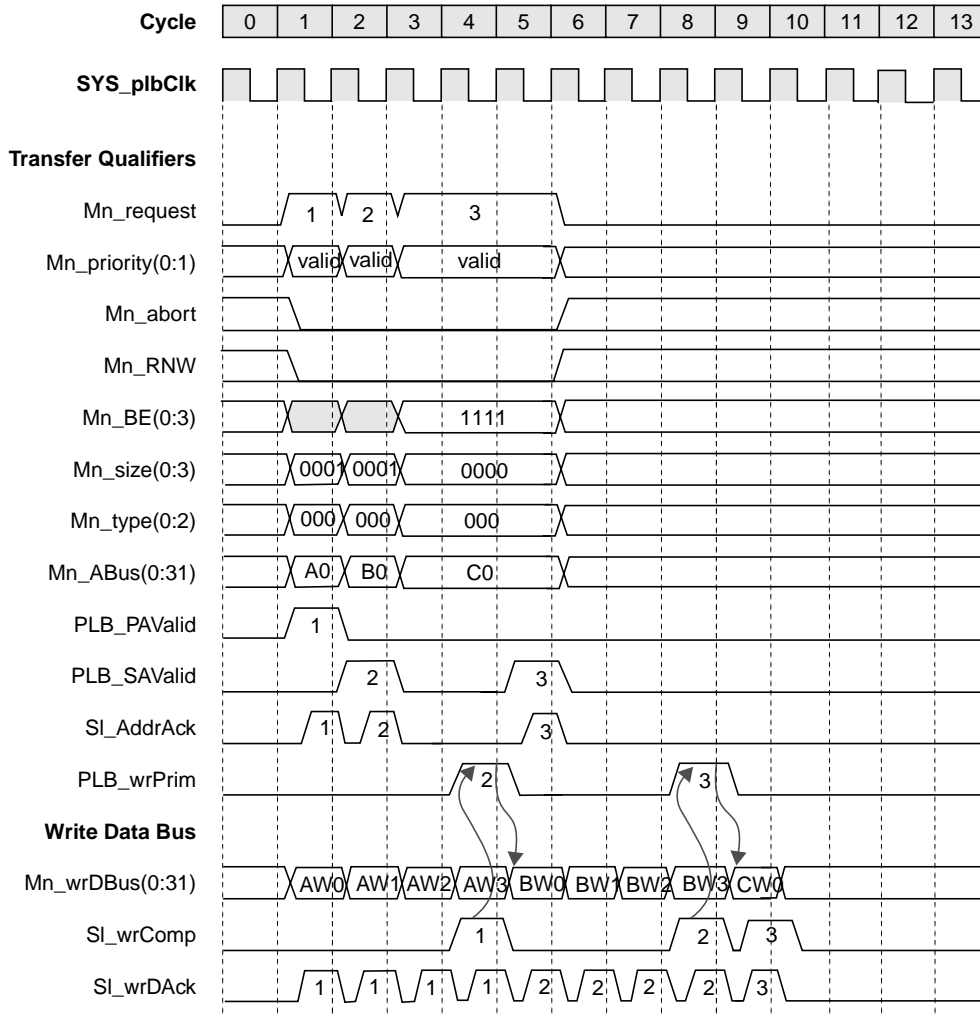 Cycle 0 1 2 3 4 5 6 7 8 9 10 11 12 13
SYS_plbClk
Transfer Qualifiers
Mn_request 1 2 3
Mn_priority(0:1) valid valid valid
Mn_abort
Mn_RNW
Mn_BE(0:3) 1111
Mn_size(0:3) 0001 0001 0000
Mn_type(0:2) 000 000 000
Mn_ABus(0:31) A0 B0 C0
PLB_PAValid 1
PLB_SAValid 2 3
Sl_AddrAck 1 2 3
PLB_wrPrim 2 3
Write Data Bus
Mn_wrDBus(0:31) AW0 AW1 AW2 AW3 BW0 BW1 BW2 BW3 CW0
Sl_wrComp 1 2 3
Sl_wrDAck 1 1 1 1 2 2 2 2 3